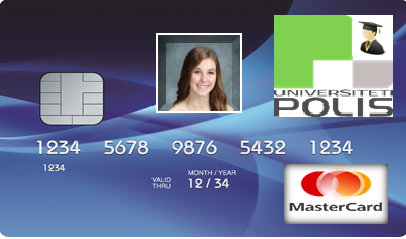 UNIVERSITETI
POLIS
1234 5678 9876 5432 1234
1234
MONTH / YEAR
VALID THRU 12 / 34
MasterCard